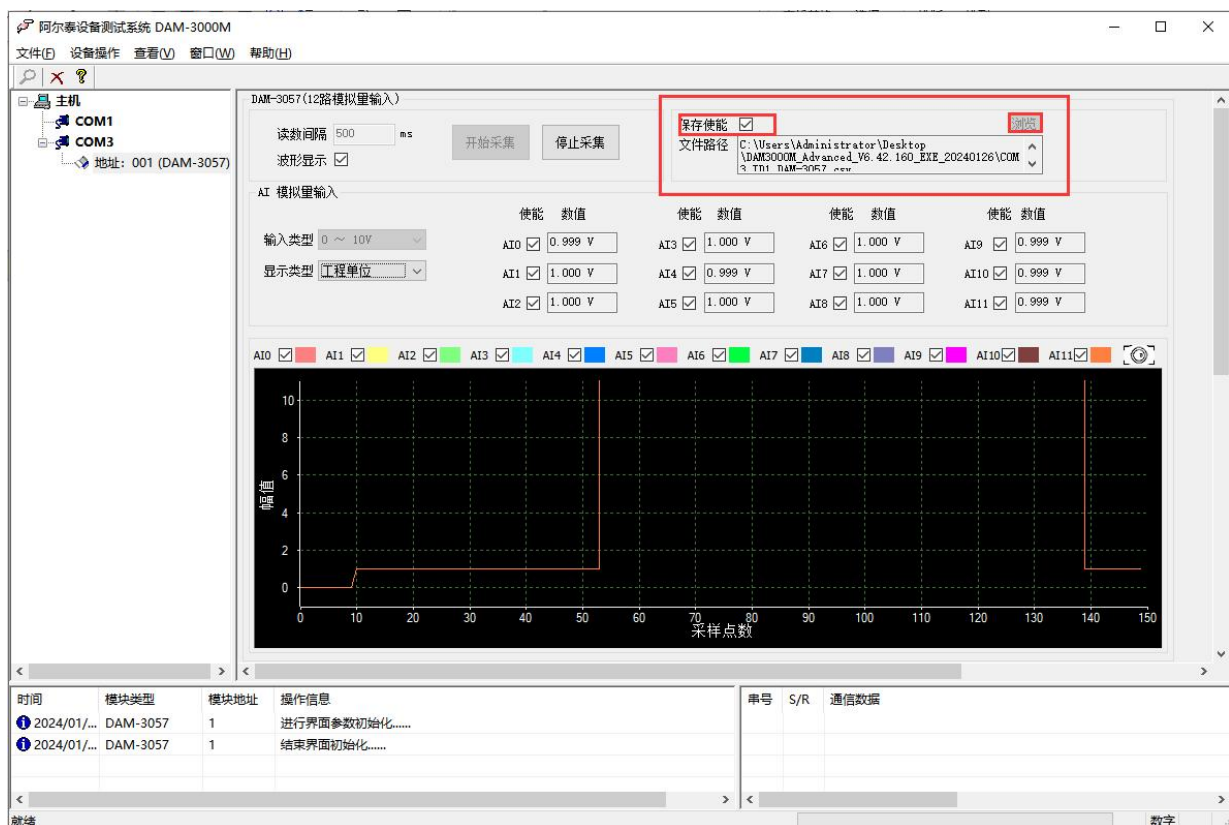 阿尔泰设备测试系统 DAM-3000M
文件(F) 设备操作 查看(V) 窗口(W) 帮助(H)
主机
COM1
COM3
地址: 001 (DAM-3057)
DAM-3057(12路模拟量输入)
读数间隔 500 ms
波形显示
开始采集 停止采集
保存使能 浏览
文件路径 C:\Users\Administrator\Desktop
\DAM3000M_Advanced_V6.42.160_EXE_20240126\COM
3_ID1_DAM-3057.csv
AI 模拟量输入
输入类型 0 ~ 10V
显示类型 工程单位
使能 数值 使能 数值 使能 数值 使能 数值
AI0 0.999 V AI3 1.000 V AI6 1.000 V AI9 0.999 V
AI1 1.000 V AI4 0.999 V AI7 1.000 V AI10 0.999 V
AI2 1.000 V AI5 1.000 V AI8 1.000 V AI11 0.999 V
AI0 AI1 AI2 AI3 AI4 AI5 AI6 AI7 AI8 AI9 AI10 AI11
10
8
6
4
2
0
幅值
0 10 20 30 40 50 60 70 80 90 100 110 120 130 140 150
采样点数
时间 模块类型 模块地址 操作信息
2024/01/... DAM-3057 1 进行界面参数初始化......
2024/01/... DAM-3057 1 结束界面初始化......
串号 S/R 通信数据
就绪 数字